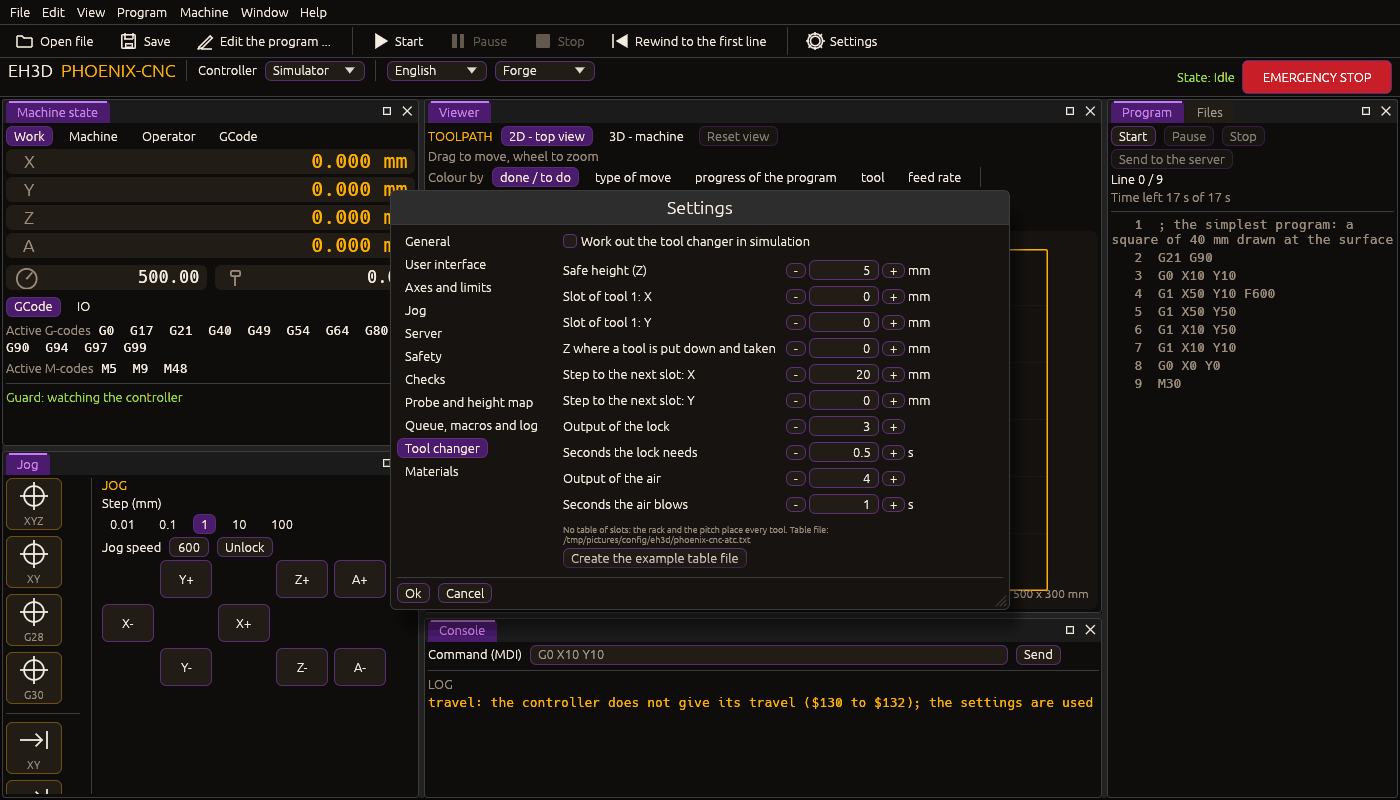 File Edit View Program Machine Window Help
Open file Save Edit the program ... Start Pause Stop Rewind to the first line Settings
EH3D PHOENIX-CNC Controller Simulator English Forge State: Idle EMERGENCY STOP
Machine state
Work Machine Operator GCode
X 0.000 mm
Y 0.000 mm
Z 0.000
A 0.000
500.00 0.
GCode IO
Active G-codes G0 G17 G21 G40 G49 G54 G64 G80
G90 G94 G97 G99
Active M-codes M5 M9 M48
Guard: watching the controller
Jog
XYZ
XY
G28
G30
XY
JOG
Step (mm)
0.01 0.1 1 10 100
Jog speed 600 Unlock
Y+ Z+ A+
X- X+
Y- Z- A-
Viewer
TOOLPATH 2D - top view 3D - machine Reset view
Drag to move, wheel to zoom
Colour by done / to do type of move progress of the program tool feed rate
500 x 300 mm
Settings
General
User interface
Axes and limits
Jog
Server
Safety
Checks
Probe and height map
Queue, macros and log
Tool changer
Materials
Work out the tool changer in simulation
Safe height (Z) - 5 + mm
Slot of tool 1: X - 0 + mm
Slot of tool 1: Y - 0 + mm
Z where a tool is put down and taken - 0 + mm
Step to the next slot: X - 20 + mm
Step to the next slot: Y - 0 + mm
Output of the lock - 3 +
Seconds the lock needs - 0.5 + s
Output of the air - 4 +
Seconds the air blows - 1 + s
No table of slots: the rack and the pitch place every tool. Table file:
/tmp/pictures/config/eh3d/phoenix-cnc-atc.txt
Create the example table file
Ok Cancel
Console
Command (MDI) G0 X10 Y10 Send
LOG
travel: the controller does not give its travel ($130 to $132); the settings are used
Program Files
Start Pause Stop
Send to the server
Line 0 / 9
Time left 17 s of 17 s
1 ; the simplest program: a
square of 40 mm drawn at the surface
2 G21 G90
3 G0 X10 Y10
4 G1 X50 Y10 F600
5 G1 X50 Y50
6 G1 X10 Y50
7 G1 X10 Y10
8 G0 X0 Y0
9 M30